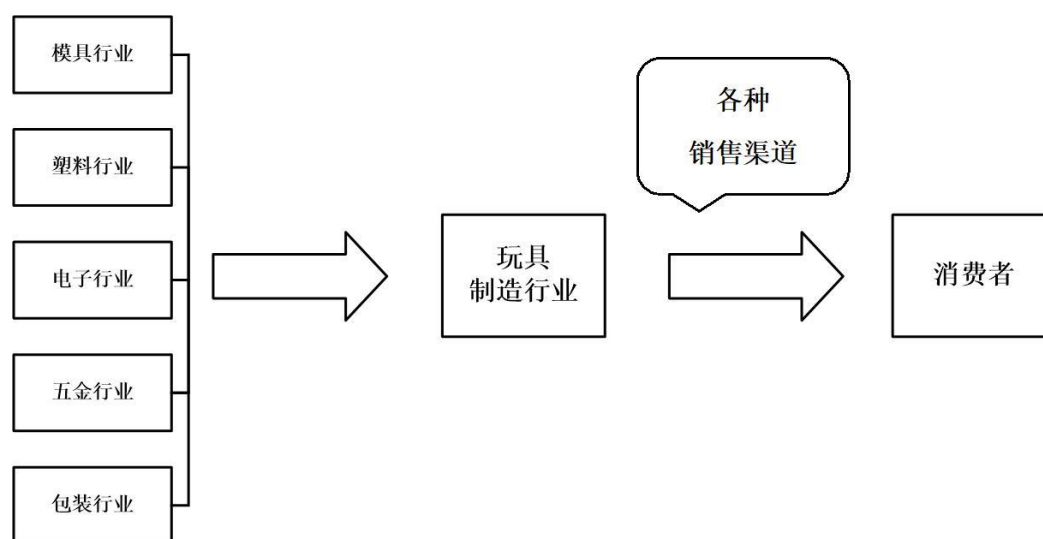 模具行业
塑料行业
电子行业
五金行业
包装行业
玩具
制造行业
各种
销售渠道
消费者